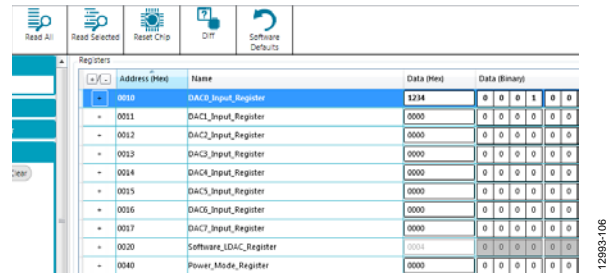 Read All Read Selected Reset Chip Diff Software Defaults
Registers
+/- Address (Hex) Name Data (Hex) Data (Binary)
0010 DAC0_Input_Register 1234 0 0 0 1 0 0
0011 DAC1_Input_Register 0000 0 0 0 0 0 0
0012 DAC2_Input_Register 0000 0 0 0 0 0 0
0013 DAC3_Input_Register 0000 0 0 0 0 0 0
Clear 0014 DAC4_Input_Register 0000 0 0 0 0 0 0
0015 DAC5_Input_Register 0000 0 0 0 0 0 0
0016 DAC6_Input_Register 0000 0 0 0 0 0 0
0017 DAC7_Input_Register 0000 0 0 0 0 0 0
0020 Software_LDAC_Register 0004 0 0 0 0 0 0
0040 Power_Mode_Register 0000 0 0 0 0 0 0
12993-106